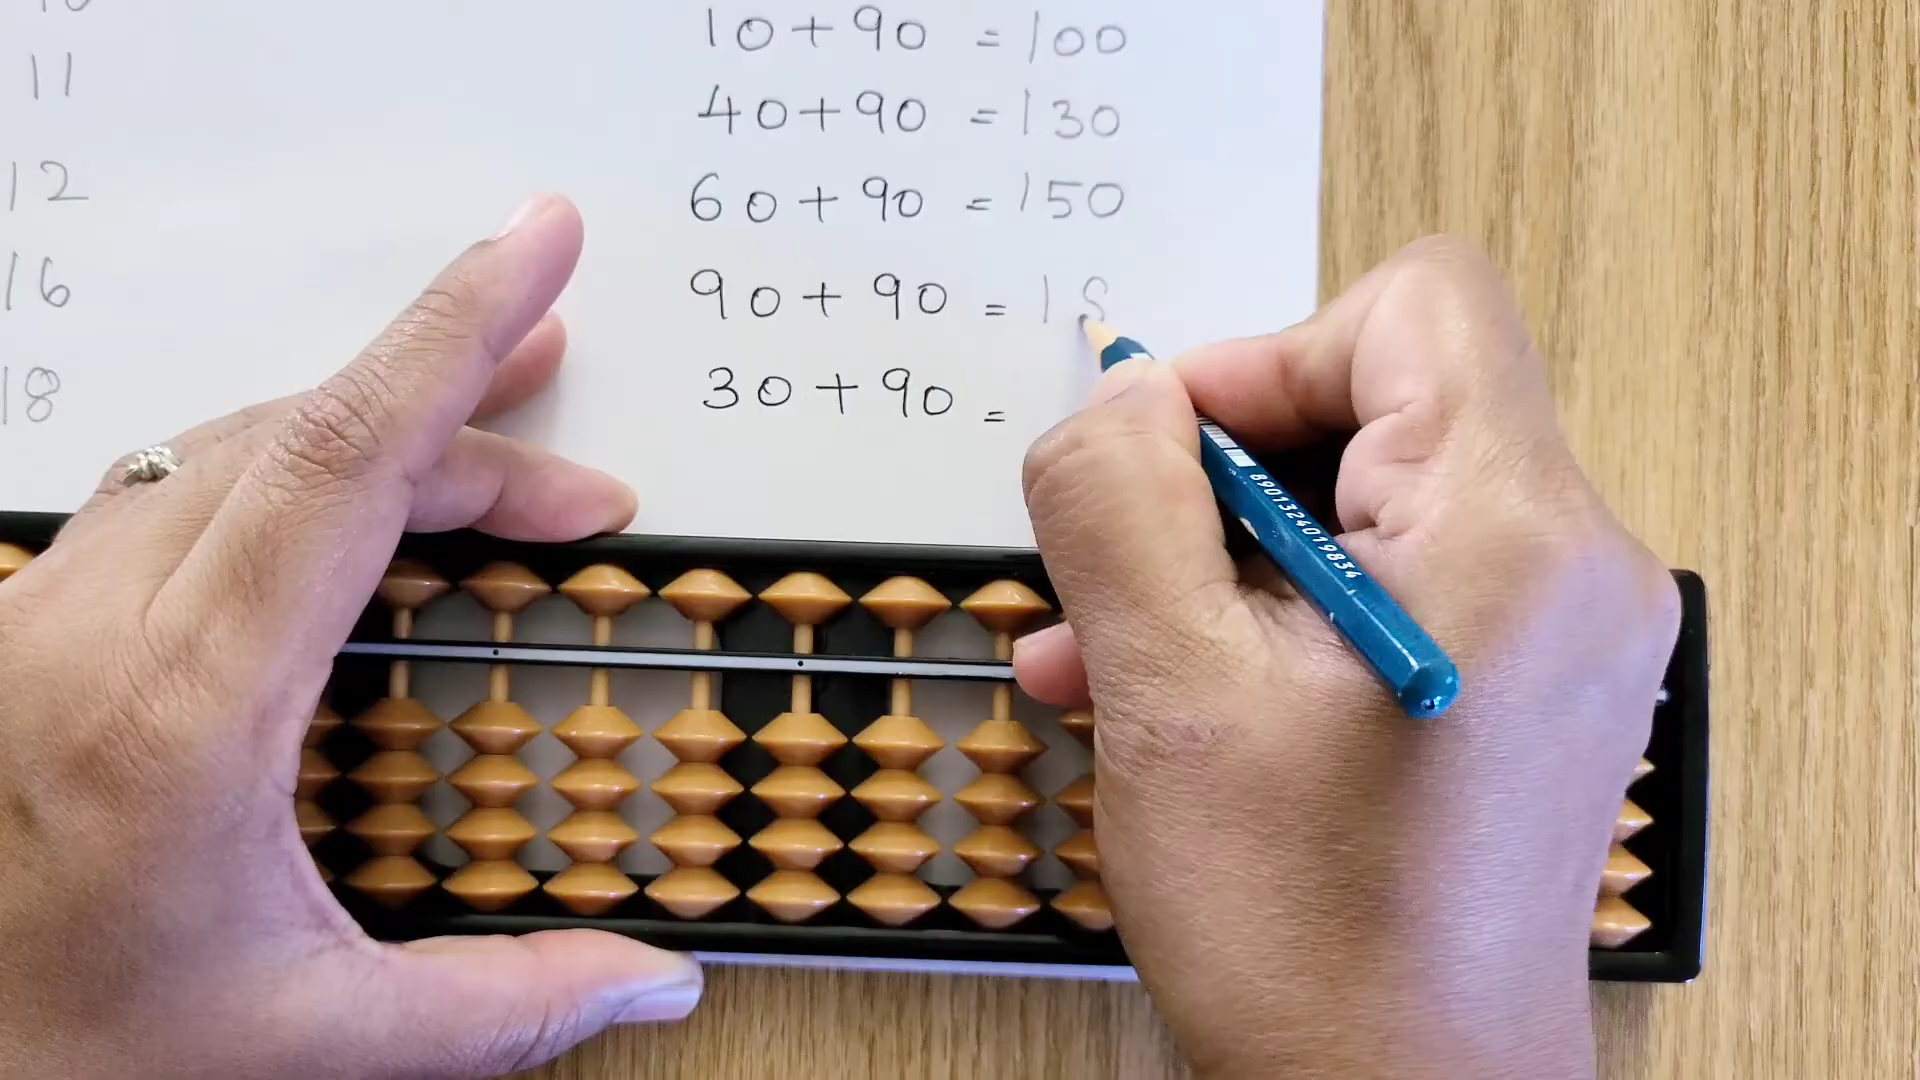 11
12
16
18
10+90 = 100
40+90 = 130
60+90 = 150
90+90 = 18
30+90 =
8901324019834